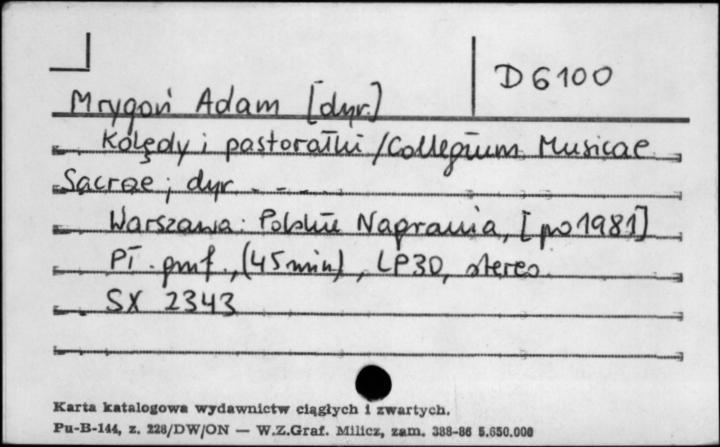 D 6100
Mrygoń Adam [dyr.]
Kolędy i pastorałki / Collegium Musicae
Sacrae ; dyr - - -
Warszawa : Polskie Nagrania, [po 1981]
Pł. gmf., (45 min), LP30, stereo
SX 2343
Karta katalogowa wydawnictw ciągłych i zwartych.
Pu-B-144, z. 228/DW/ON — W.Z.Graf. Milicz, zam. 388-86 5.650.000